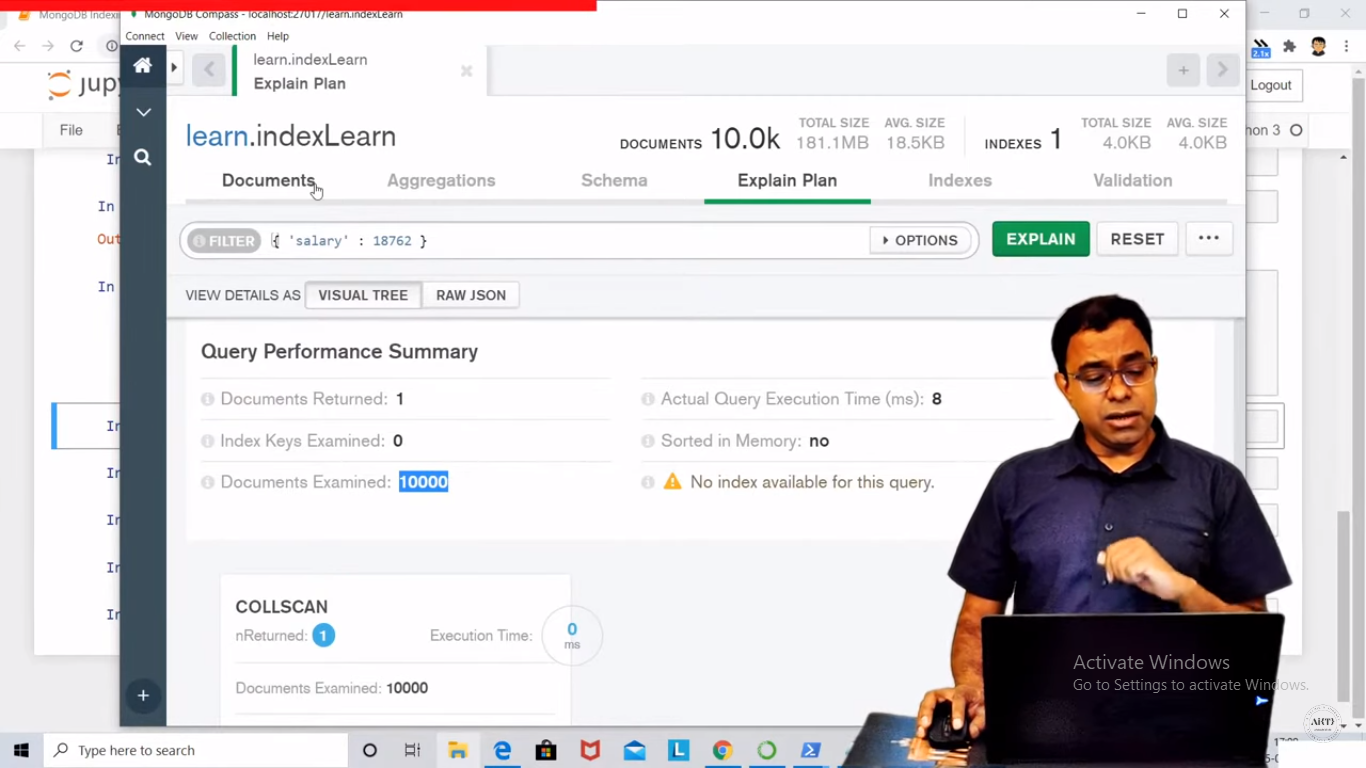 MongoDB Indexi
MongoDB Compass - localhost:27017/learn.indexLearn
Connect View Collection Help
learn.indexLearn
Explain Plan
2.1x
jupy
Logout
File
hon 3
learn.indexLearn
DOCUMENTS 10.0k TOTAL SIZE 181.1MB AVG. SIZE 18.5KB INDEXES 1 TOTAL SIZE 4.0KB AVG. SIZE 4.0KB
Documents Aggregations Schema Explain Plan Indexes Validation
In
In
Out
In
In
In
In
In
In
FILTER { 'salary' : 18762 } OPTIONS EXPLAIN RESET ...
VIEW DETAILS AS VISUAL TREE RAW JSON
Query Performance Summary
Documents Returned: 1 Actual Query Execution Time (ms): 8
Index Keys Examined: 0 Sorted in Memory: no
Documents Examined: 10000 No index available for this query.
COLLSCAN
nReturned: 1 Execution Time: 0 ms
Documents Examined: 10000
Activate Windows
Go to Settings to activate Windows.
Type here to search